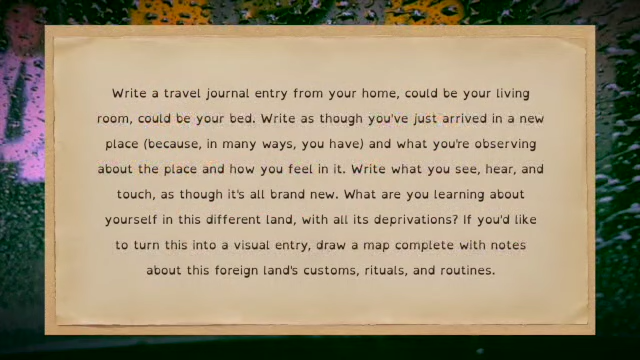 Write a travel journal entry from your home, could be your living
room, could be your bed. Write as though you've just arrived in a new
place (because, in many ways, you have) and what you're observing
about the place and how you feel in it. Write what you see, hear, and
touch, as though it's all brand new. What are you learning about
yourself in this different land, with all its deprivations? If you'd like
to turn this into a visual entry, draw a map complete with notes
about this foreign land's customs, rituals, and routines.